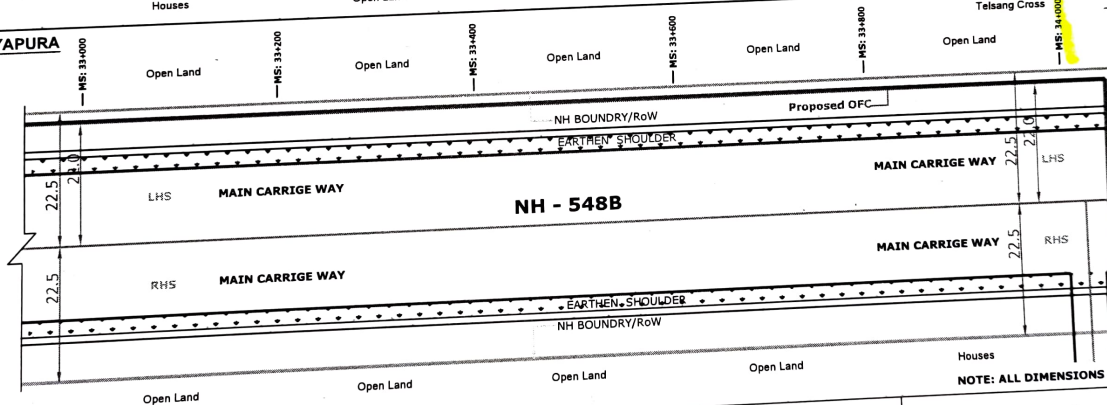 Houses
Telsang Cross
YAPURA
MS: 33+000
MS: 33+200
MS: 33+400
MS: 33+600
MS: 33+800
MS: 34+000
Open Land
Open Land
Open Land
Open Land
Open Land
Proposed OFC
NH BOUNDRY/RoW
EARTHEN SHOULDER
22.5
22.0
LHS
MAIN CARRIGE WAY
MAIN CARRIGE WAY
22.5
22.0
LHS
NH - 548B
22.5
RHS
MAIN CARRIGE WAY
MAIN CARRIGE WAY
22.5
RHS
EARTHEN SHOULDER
NH BOUNDRY/RoW
Open Land
Open Land
Open Land
Open Land
Houses
NOTE: ALL DIMENSIONS